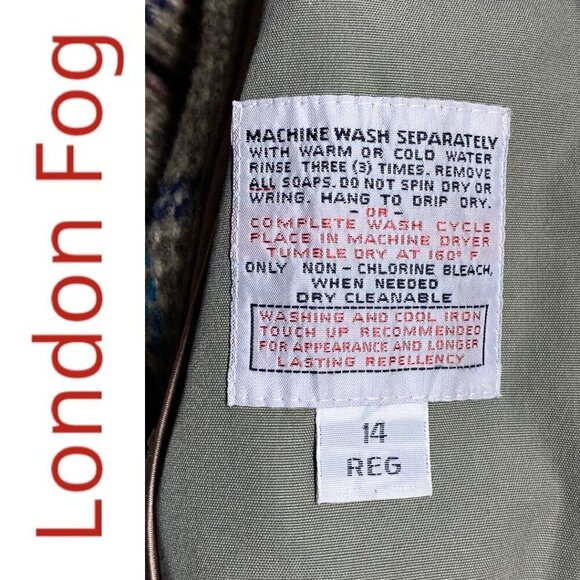 London Fog
MACHINE WASH SEPARATELY
WITH WARM OR COLD WATER
RINSE THREE (3) TIMES. REMOVE
ALL SOAPS. DO NOT SPIN DRY OR
WRING. HANG TO DRIP DRY.
- OR -
COMPLETE WASH CYCLE
PLACE IN MACHINE DRYER
TUMBLE DRY AT 160° F
ONLY NON - CHLORINE BLEACH,
WHEN NEEDED
DRY CLEANABLE
WASHING AND COOL IRON
TOUCH UP RECOMMENDED
FOR APPEARANCE AND LONGER
LASTING REPELLENCY
14
REG